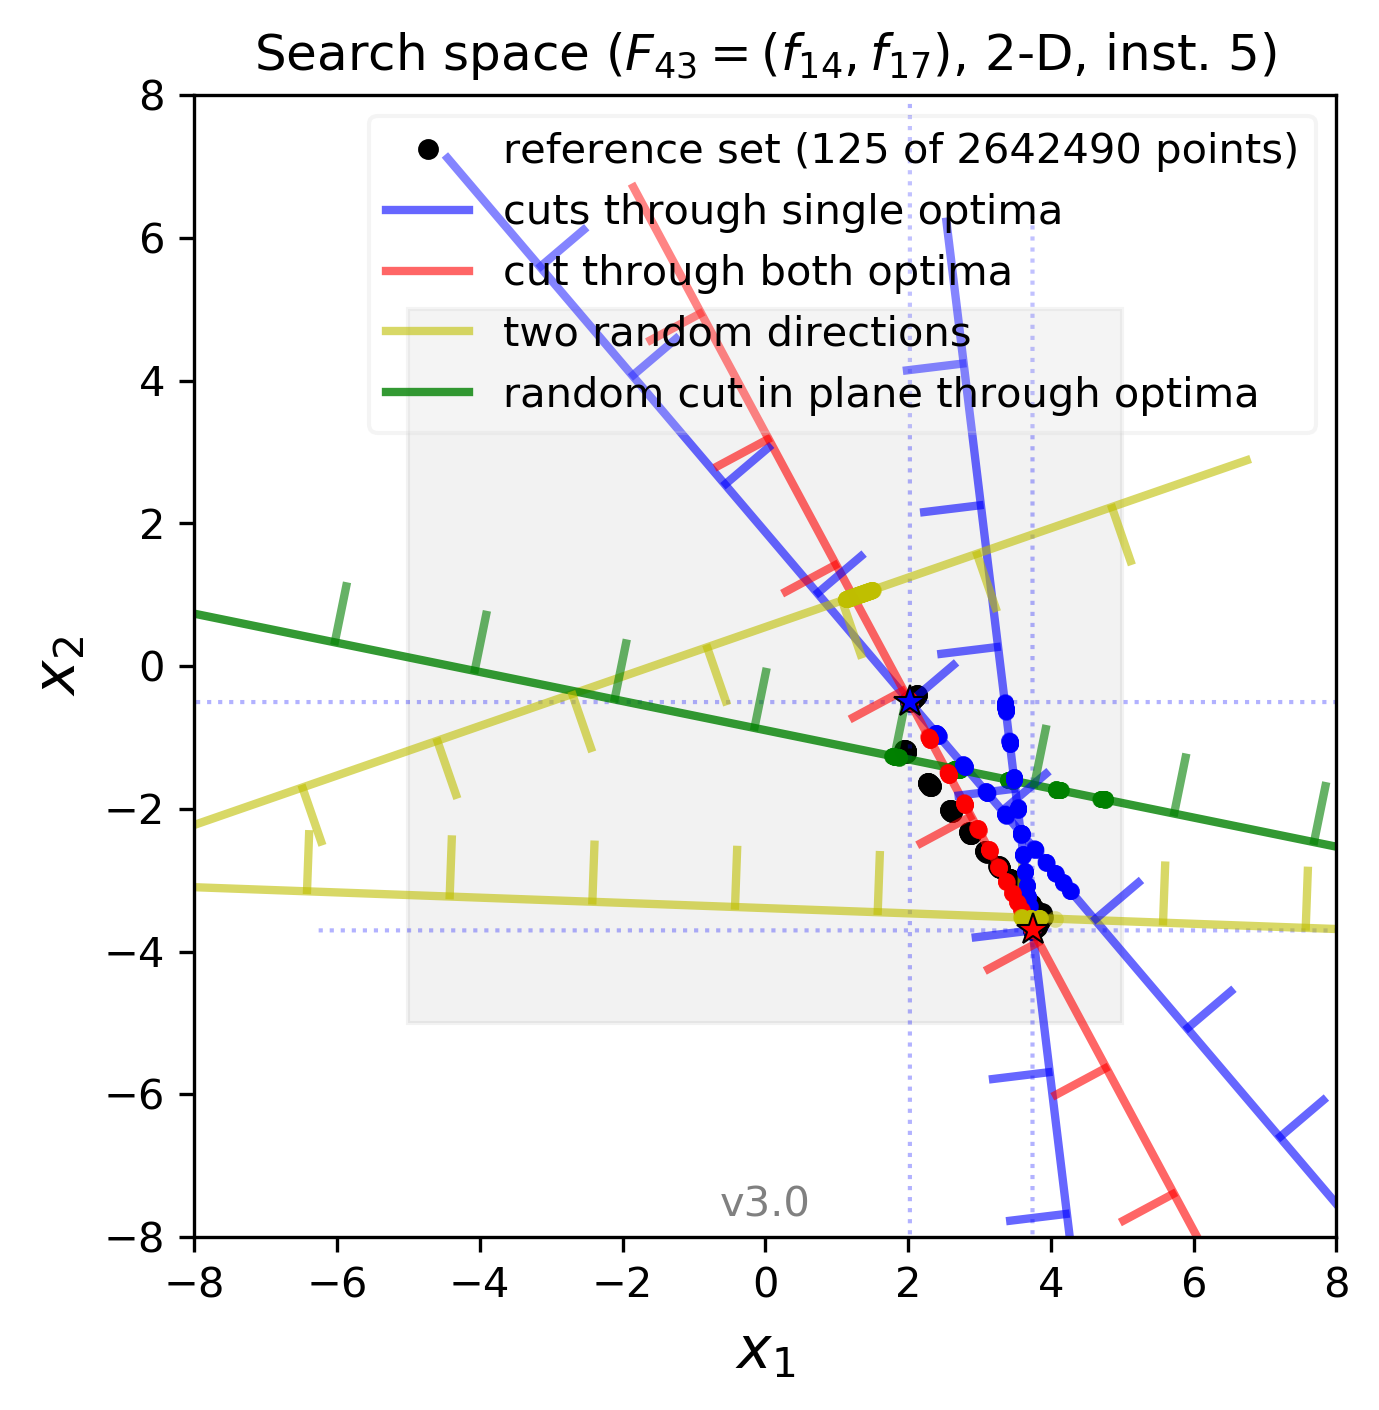 Search space (F₄₃ = (f₁₄, f₁₇), 2-D, inst. 5)
8
6
4
2
0
−2
−4
−6
−8
x₂
reference set (125 of 2642490 points)
cuts through single optima
cut through both optima
two random directions
random cut in plane through optima
v3.0
−8 −6 −4 −2 0 2 4 6 8
x₁